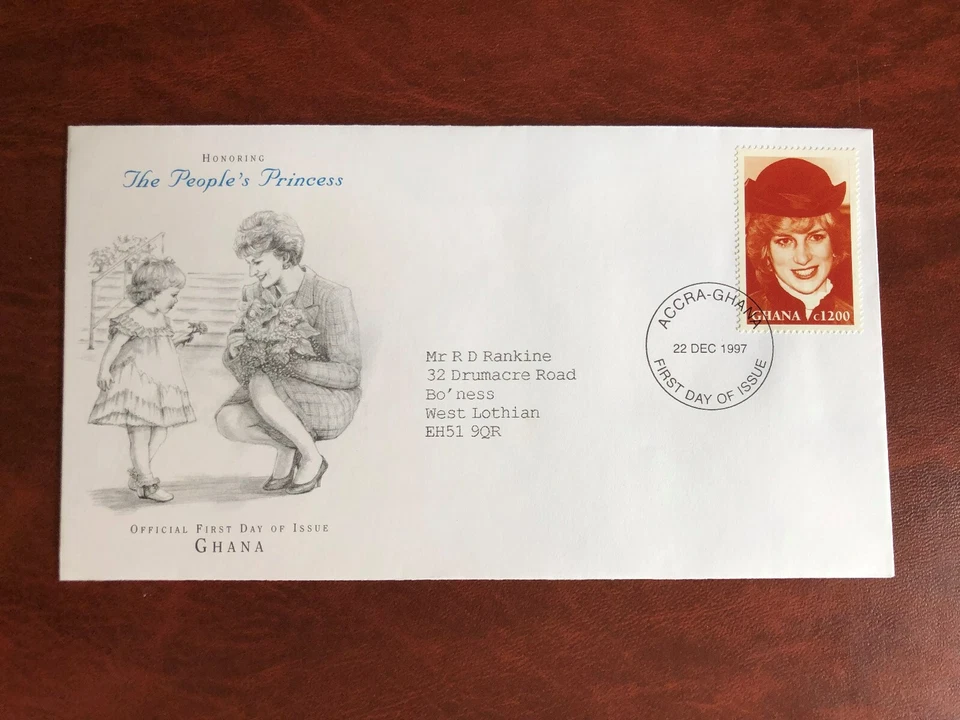 HONORING
The People's Princess
GHANA c1200
ACCRA-GHANA
22 DEC 1997
FIRST DAY OF ISSUE
Mr R D Rankine
32 Drumacre Road
Bo'ness
West Lothian
EH51 9QR
OFFICIAL FIRST DAY OF ISSUE
GHANA